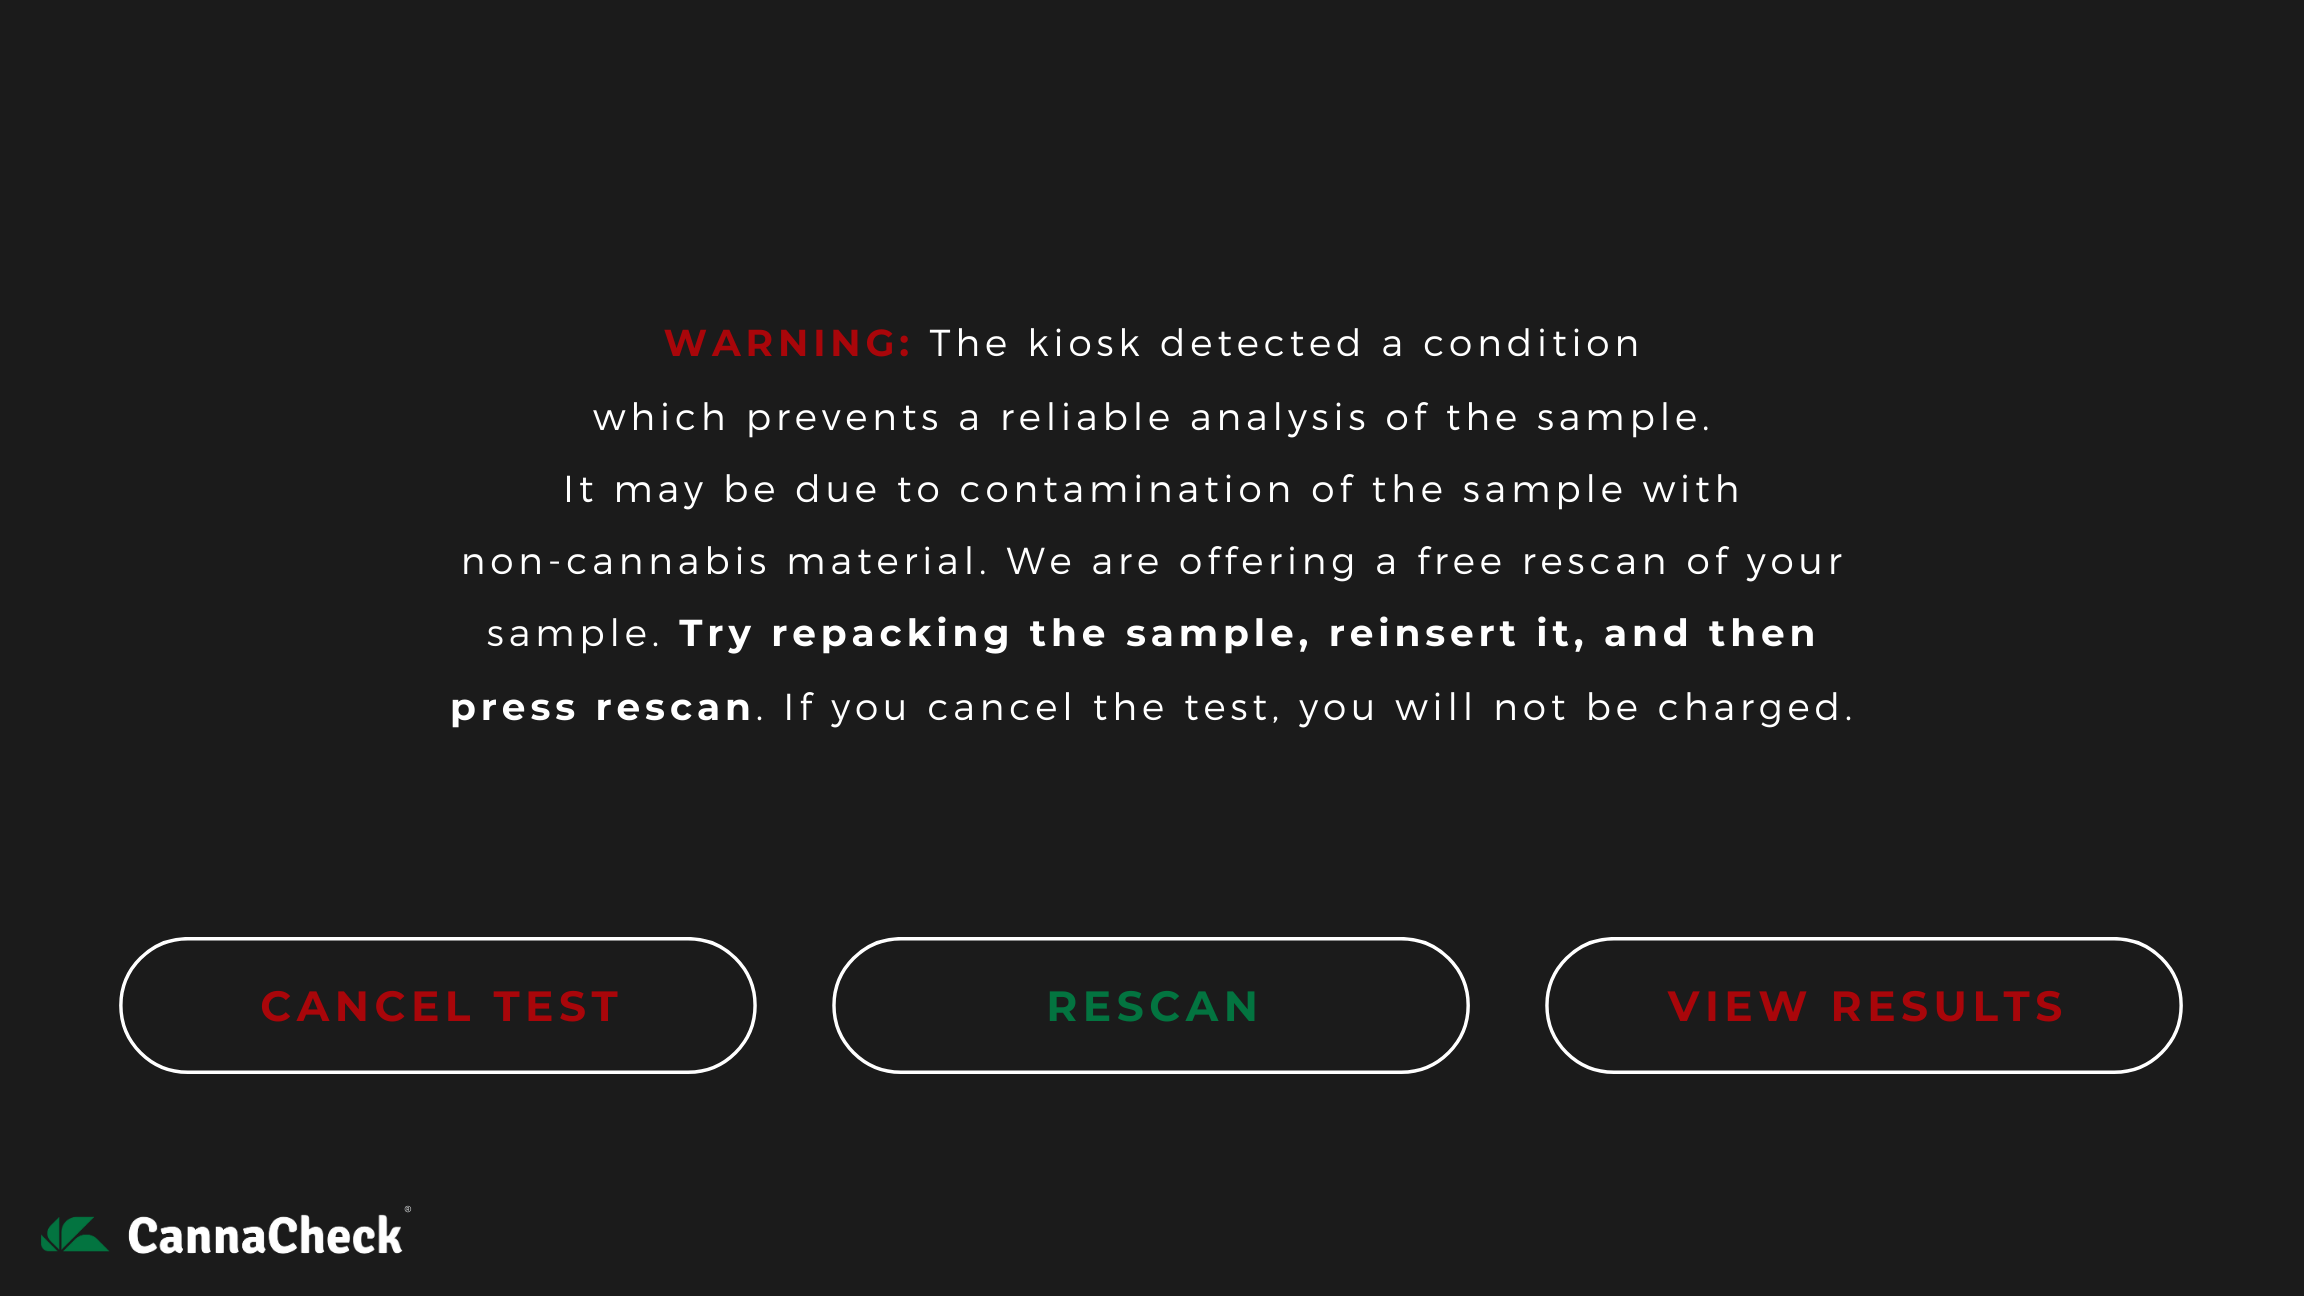 WARNING: The kiosk detected a condition
which prevents a reliable analysis of the sample.
It may be due to contamination of the sample with
non-cannabis material. We are offering a free rescan of your
sample. Try repacking the sample, reinsert it, and then
press rescan. If you cancel the test, you will not be charged.
CANCEL TEST
RESCAN
VIEW RESULTS
CannaCheck®